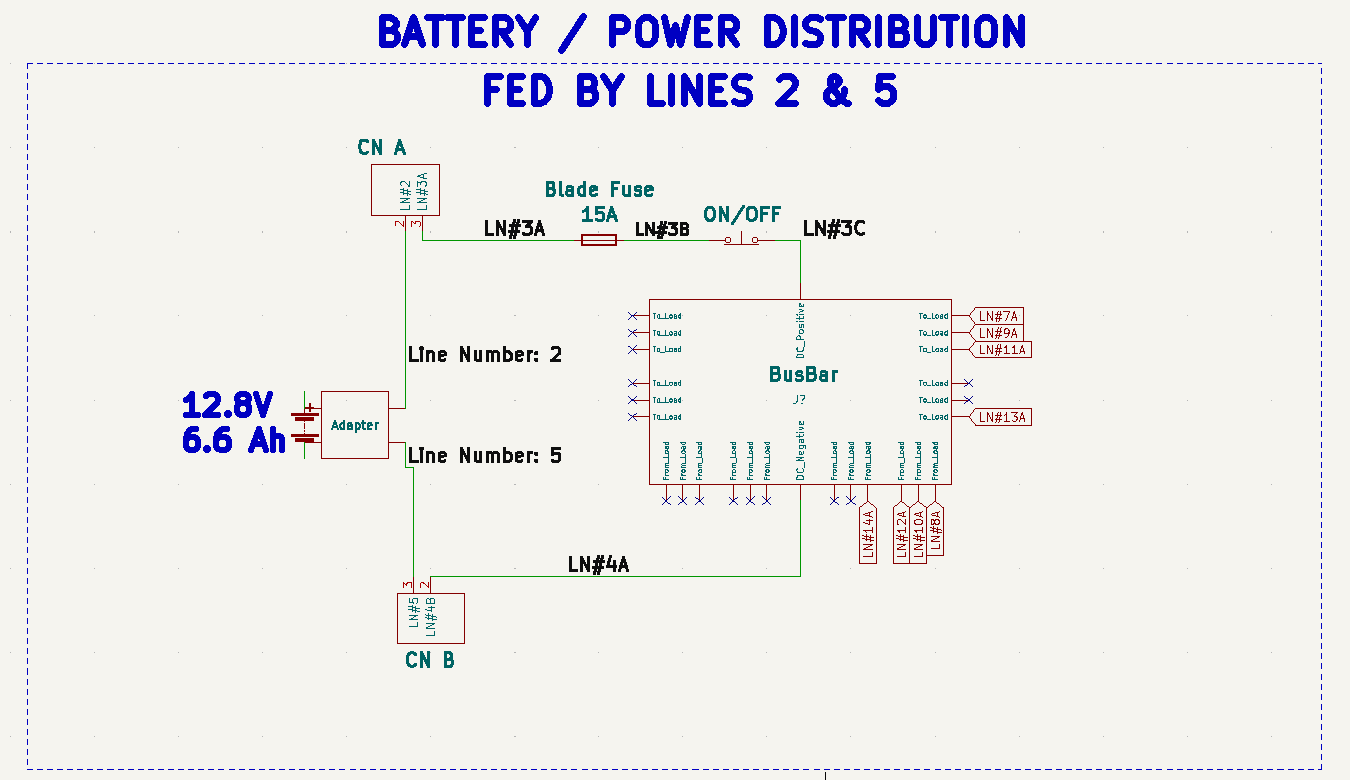 BATTERY / POWER DISTRIBUTION
FED BY LINES 2 & 5
CN A
LN#2
LN#3A
2
3
Blade Fuse
15A
ON/OFF
LN#3A
LN#3B
LN#3C
To_Load
To_Load
To_Load
To_Load
To_Load
To_Load
DC_Positive
To_Load
To_Load
To_Load
To_Load
To_Load
To_Load
LN#7A
LN#9A
LN#11A
LN#13A
BusBar
J?
Line Number: 2
12.8V
6.6 Ah
+
Adapter
Line Number: 5
From_Load
From_Load
From_Load
From_Load
From_Load
From_Load
DC_Negative
From_Load
From_Load
From_Load
From_Load
From_Load
From_Load
LN#14A
LN#12A
LN#10A
LN#8A
LN#4A
3
2
LN#5
LN#4B
CN B